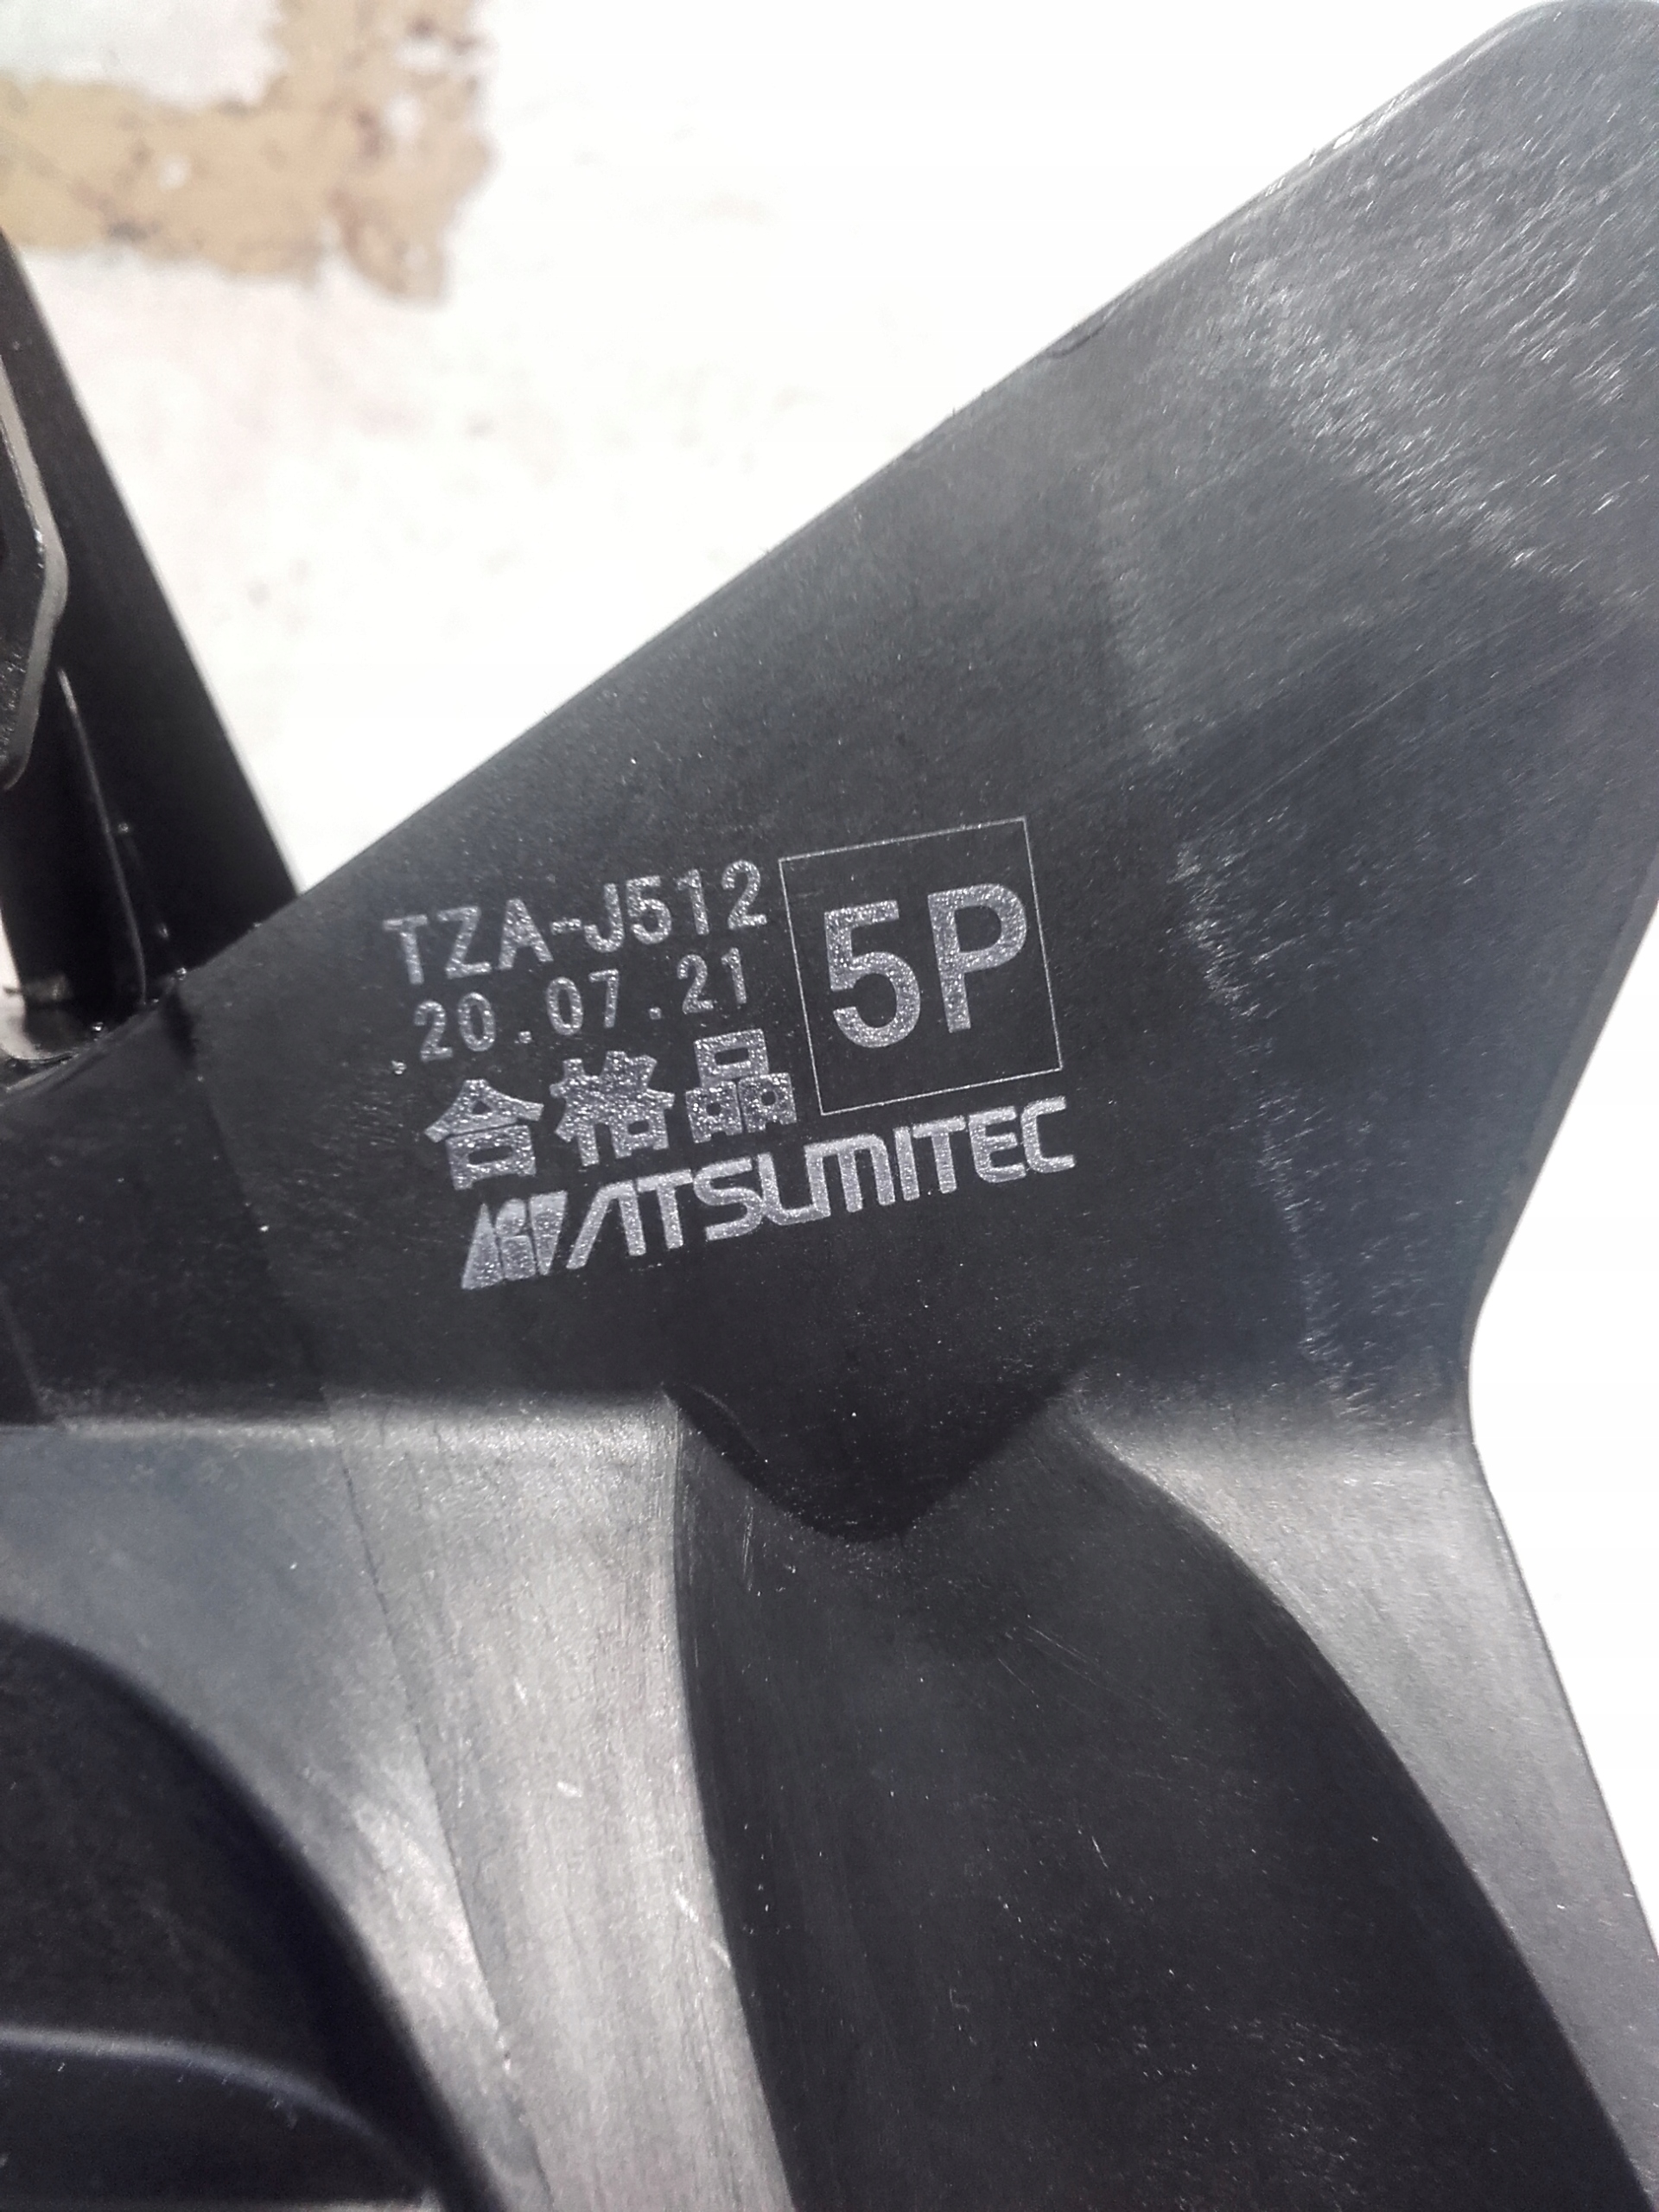 TZA-J512
.20.07.21
合格品
5P
ATSUMITEC